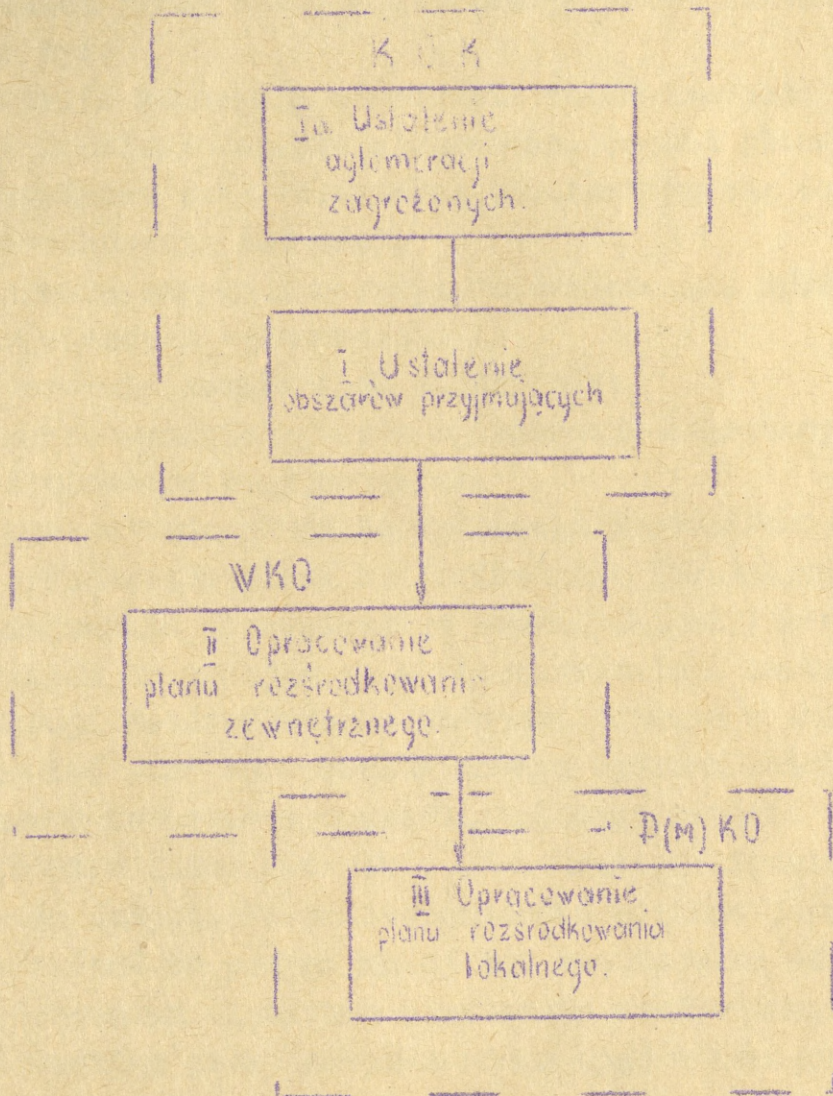 K O K
Ia Ustalenie
aglomeracji
zagrożonych.
I Ustalenie
obszarów przyjmujących
WKO
II Opracowanie
planu rozśrodkowania
zewnętrznego.
P(M) KO
III Opracowanie
planu rozśrodkowania
lokalnego.